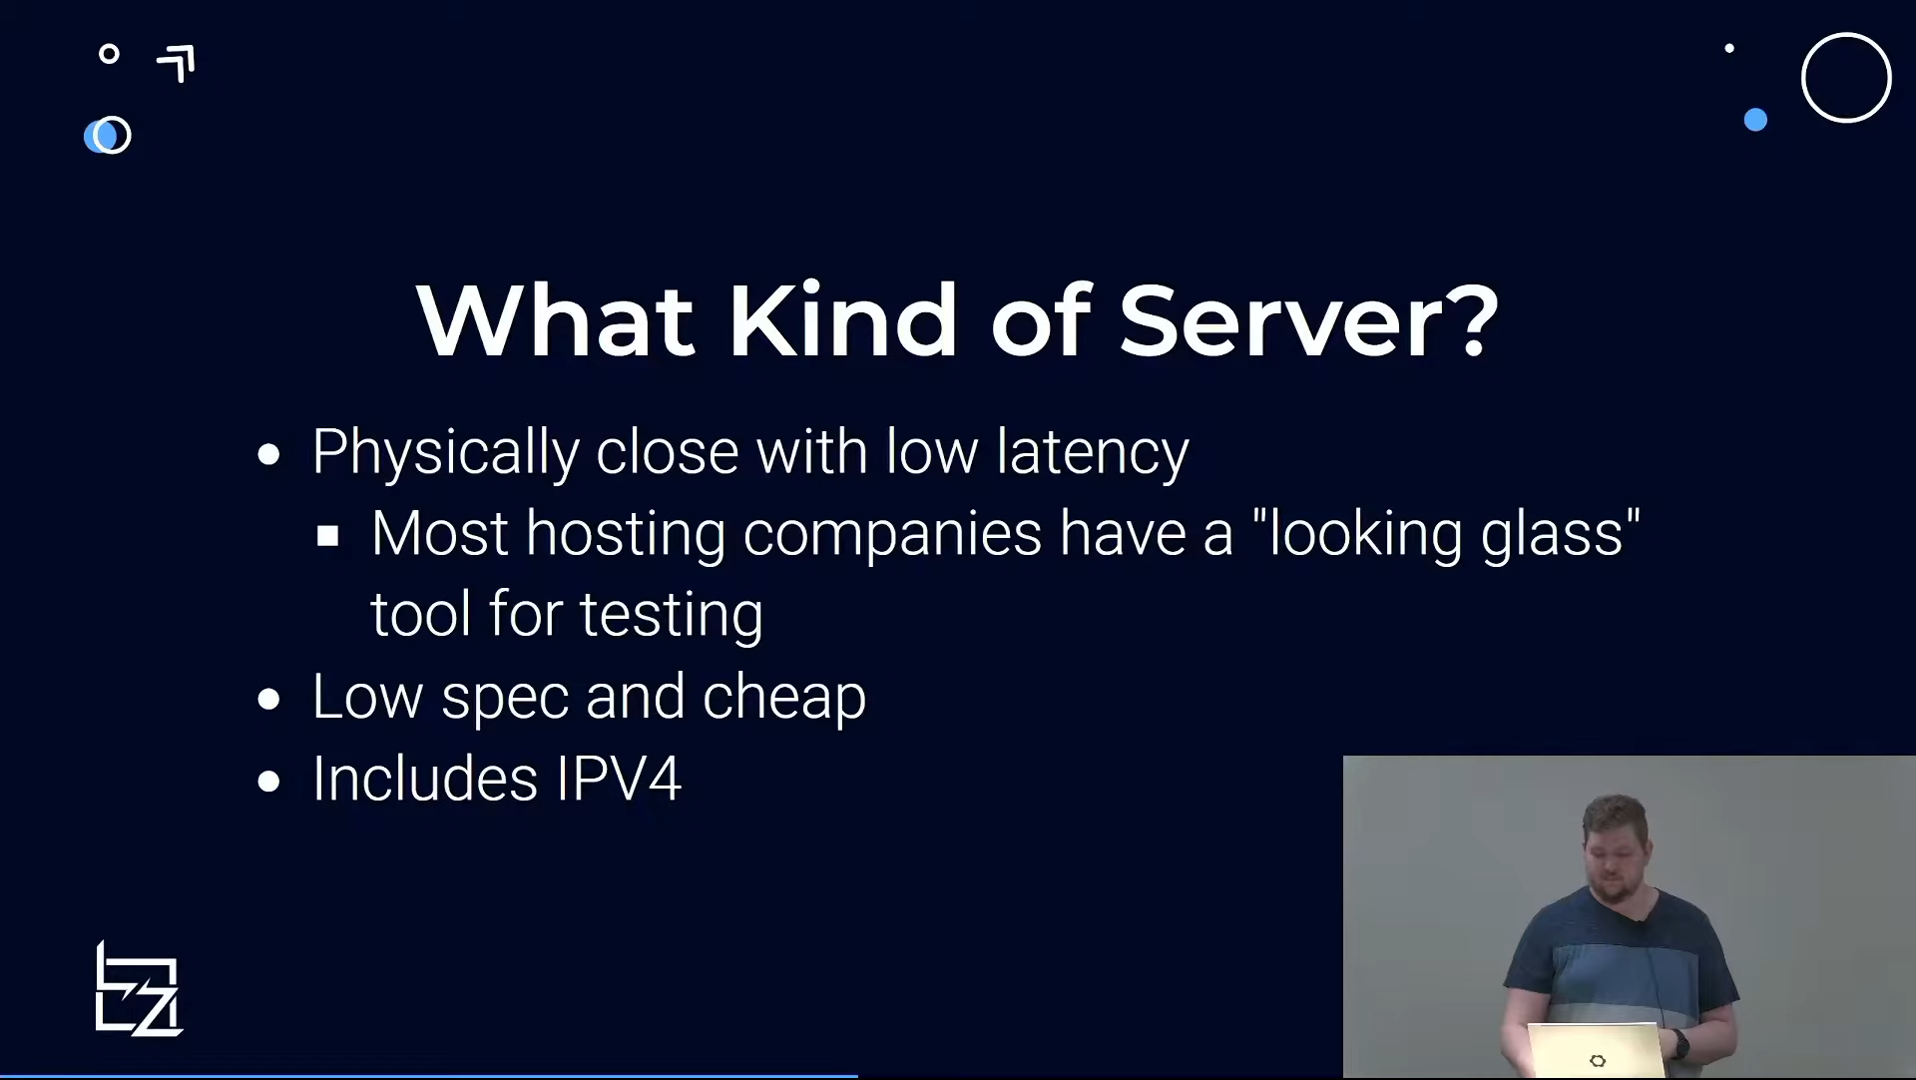 What Kind of Server?
Physically close with low latency
Most hosting companies have a "looking glass"
tool for testing
Low spec and cheap
Includes IPV4